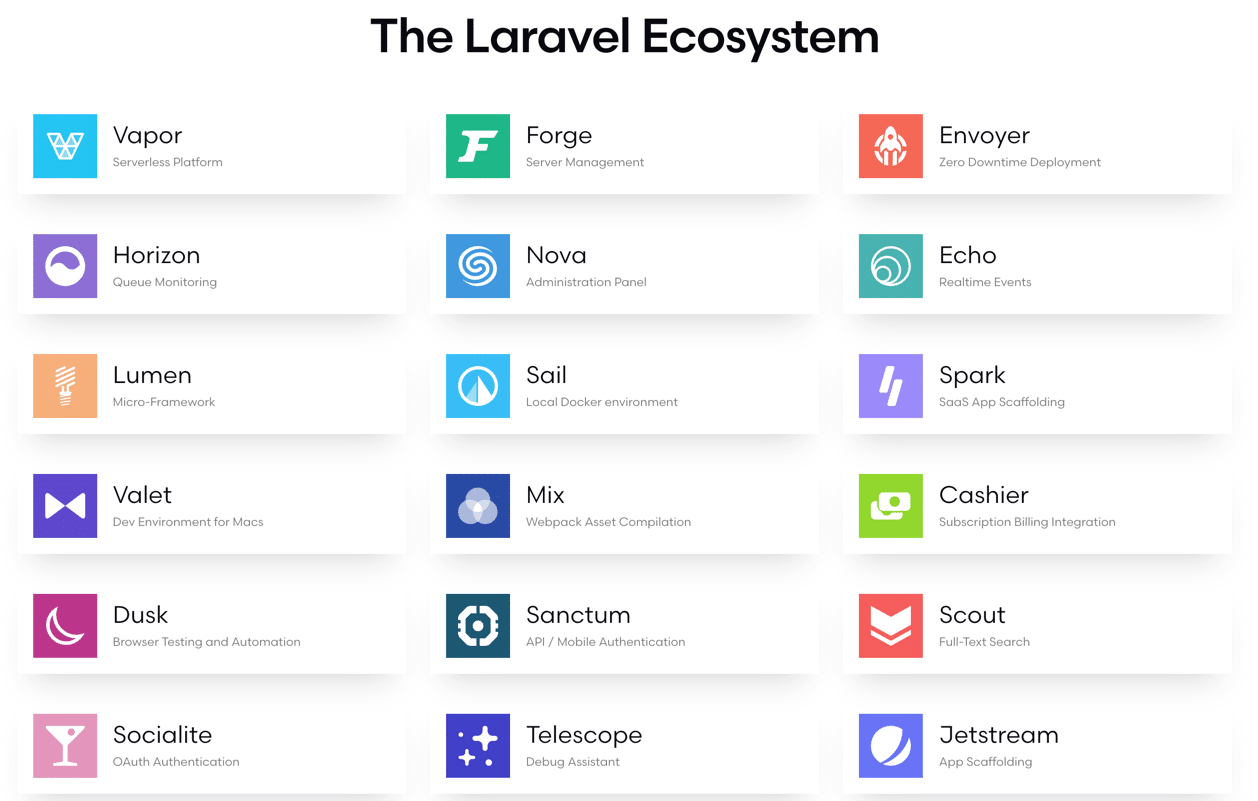 The Laravel Ecosystem
Vapor
Serverless Platform
Forge
Server Management
Envoyer
Zero Downtime Deployment
Horizon
Queue Monitoring
Nova
Administration Panel
Echo
Realtime Events
Lumen
Micro-Framework
Sail
Local Docker environment
Spark
SaaS App Scaffolding
Valet
Dev Environment for Macs
Mix
Webpack Asset Compilation
Cashier
Subscription Billing Integration
Dusk
Browser Testing and Automation
Sanctum
API / Mobile Authentication
Scout
Full-Text Search
Socialite
OAuth Authentication
Telescope
Debug Assistant
Jetstream
App Scaffolding